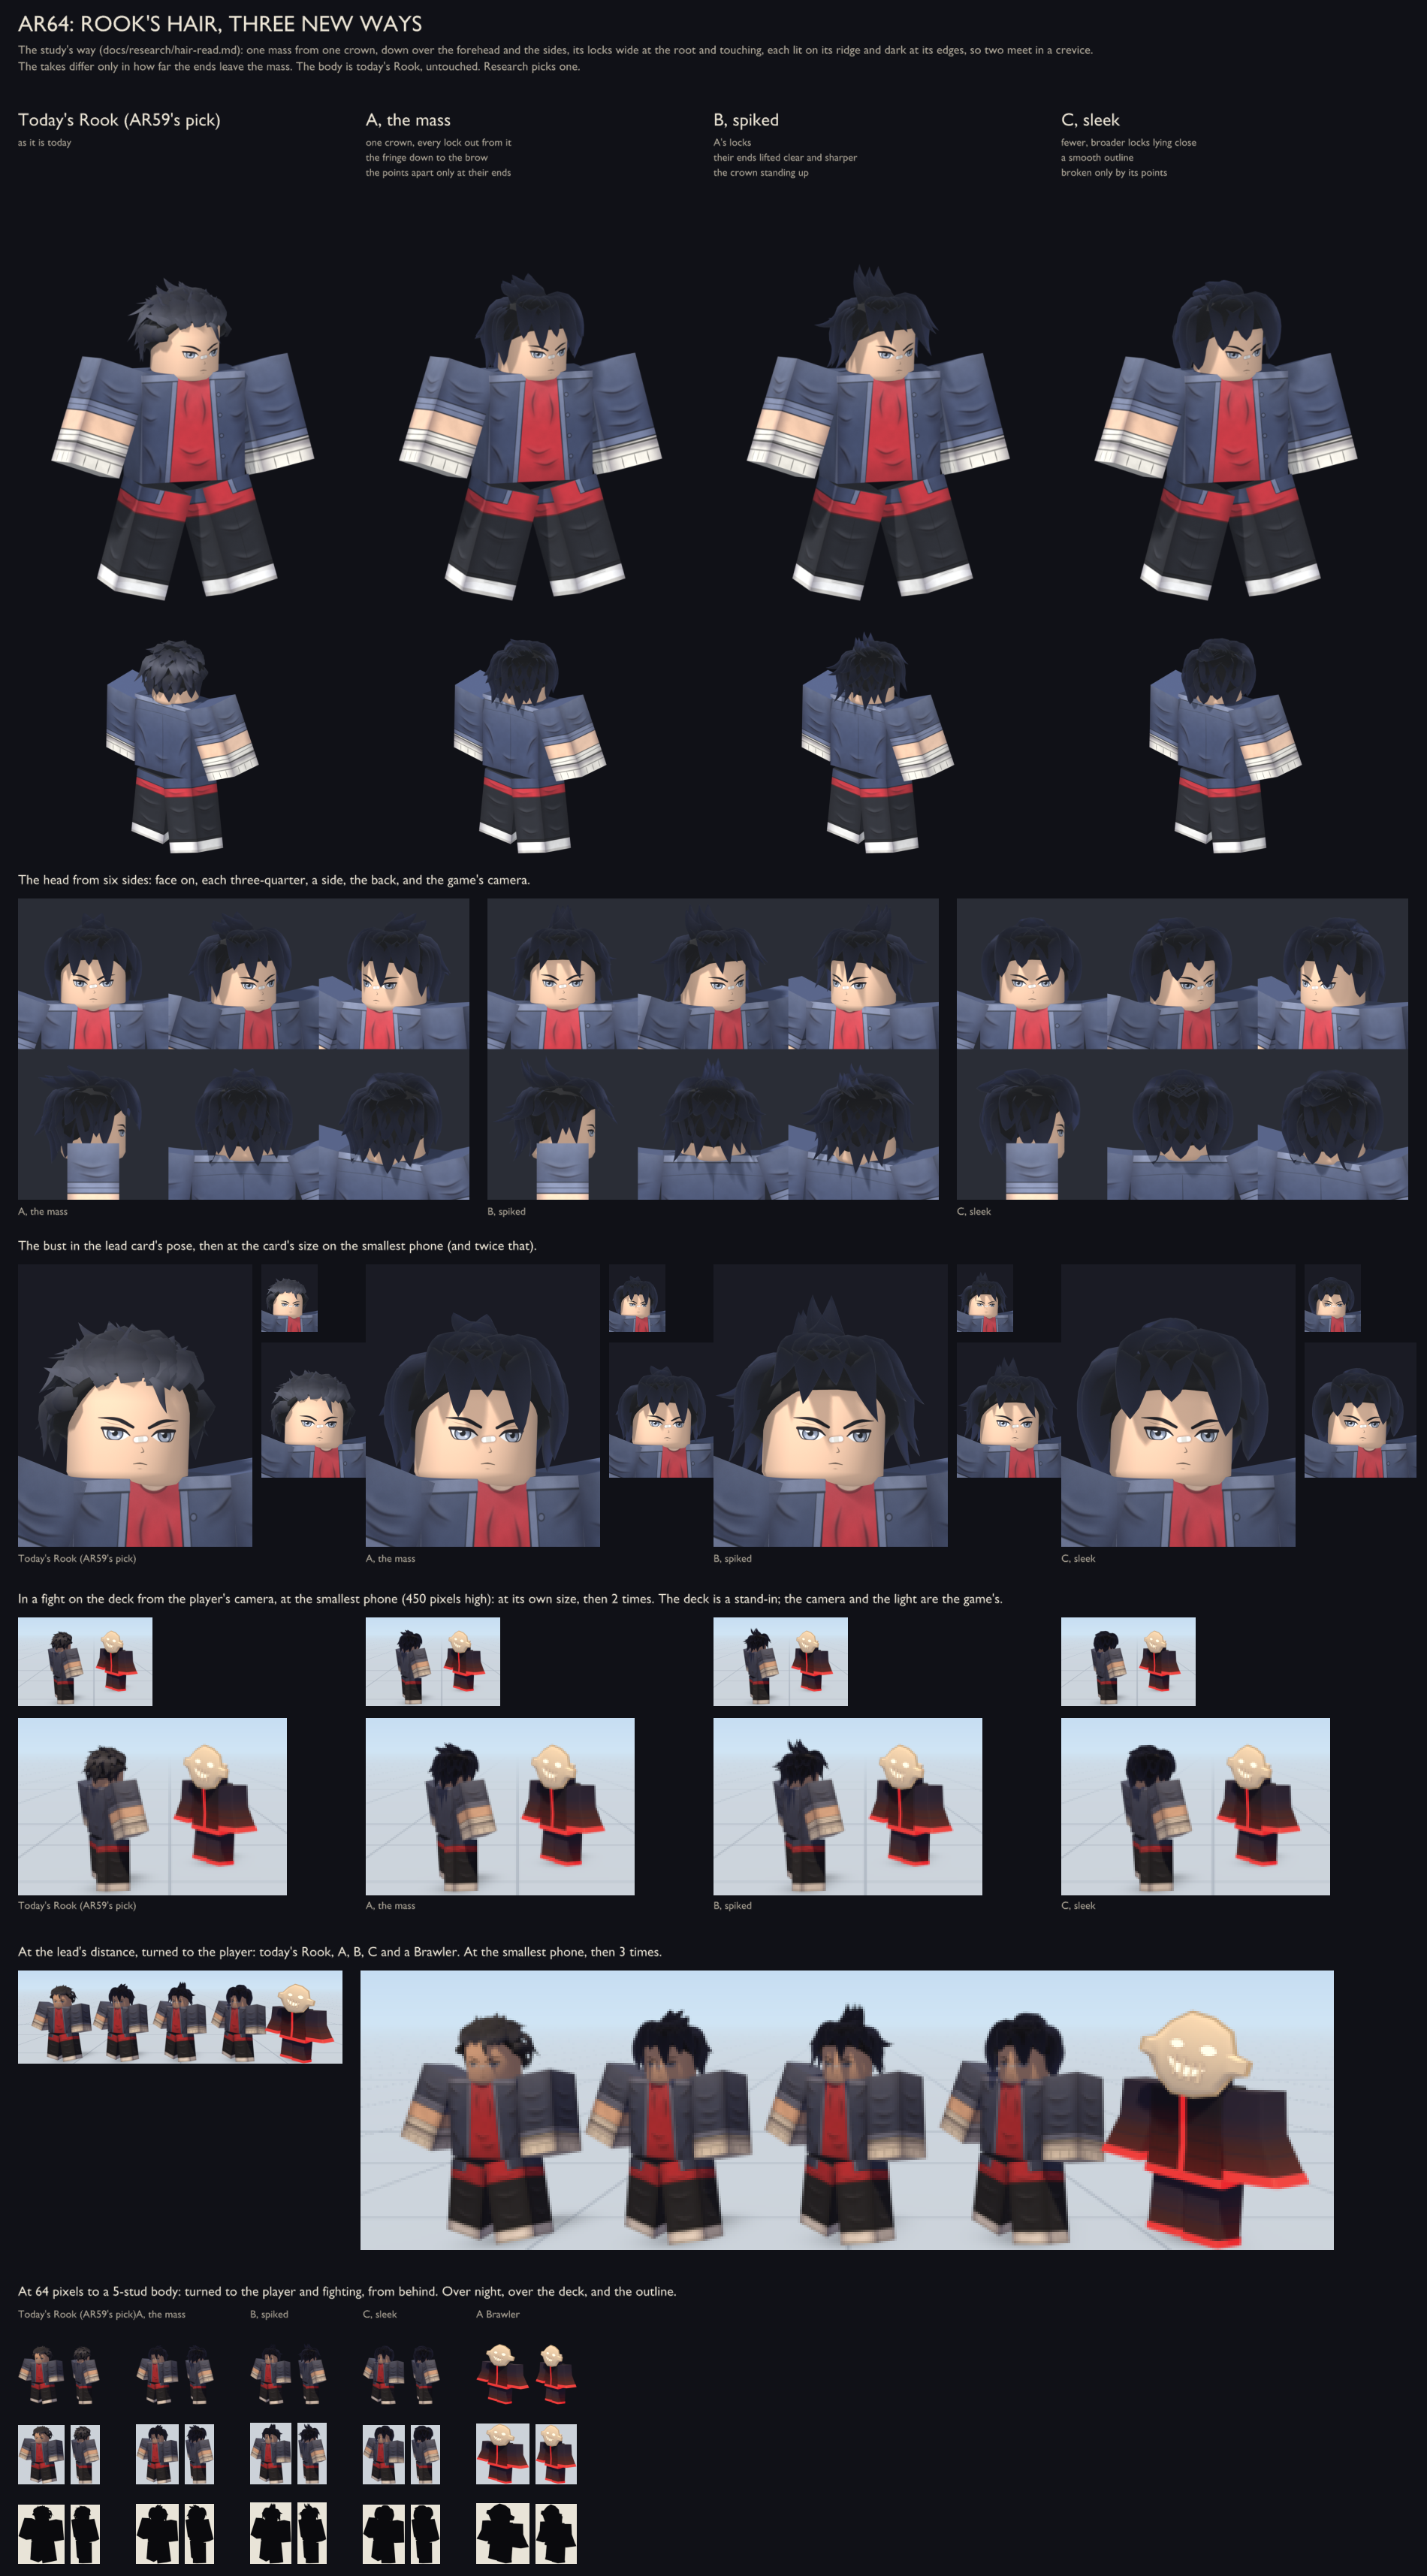 AR64: ROOK'S HAIR, THREE NEW WAYS
The study's way (docs/research/hair-read.md): one mass from one crown, down over the forehead and the sides, its locks wide at the root and touching, each lit on its ridge and dark at its edges, so two meet in a crevice.
The takes differ only in how far the ends leave the mass. The body is today's Rook, untouched. Research picks one.
Today's Rook (AR59's pick)
as it is today
A, the mass
one crown, every lock out from it
the fringe down to the brow
the points apart only at their ends
B, spiked
A's locks
their ends lifted clear and sharper
the crown standing up
C, sleek
fewer, broader locks lying close
a smooth outline
broken only by its points
The head from six sides: face on, each three-quarter, a side, the back, and the game's camera.
A, the mass
B, spiked
C, sleek
The bust in the lead card's pose, then at the card's size on the smallest phone (and twice that).
Today's Rook (AR59's pick)
A, the mass
B, spiked
C, sleek
In a fight on the deck from the player's camera, at the smallest phone (450 pixels high): at its own size, then 2 times. The deck is a stand-in; the camera and the light are the game's.
Today's Rook (AR59's pick)
A, the mass
B, spiked
C, sleek
At the lead's distance, turned to the player: today's Rook, A, B, C and a Brawler. At the smallest phone, then 3 times.
At 64 pixels to a 5-stud body: turned to the player and fighting, from behind. Over night, over the deck, and the outline.
Today's Rook (AR59's pick)
A, the mass
B, spiked
C, sleek
A Brawler